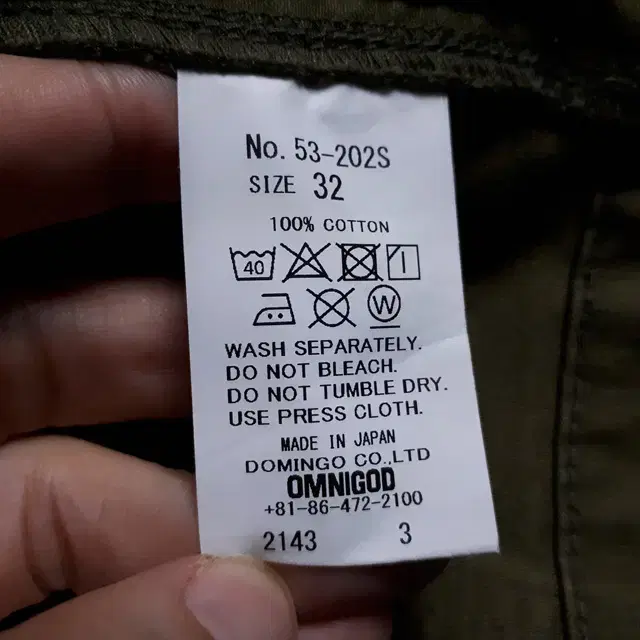 No. 53-202S
SIZE 32
100% COTTON
40
W
WASH SEPARATELY.
DO NOT BLEACH.
DO NOT TUMBLE DRY.
USE PRESS CLOTH.
MADE IN JAPAN
DOMINGO CO.,LTD
OMNIGOD
+81-86-472-2100
2143 3